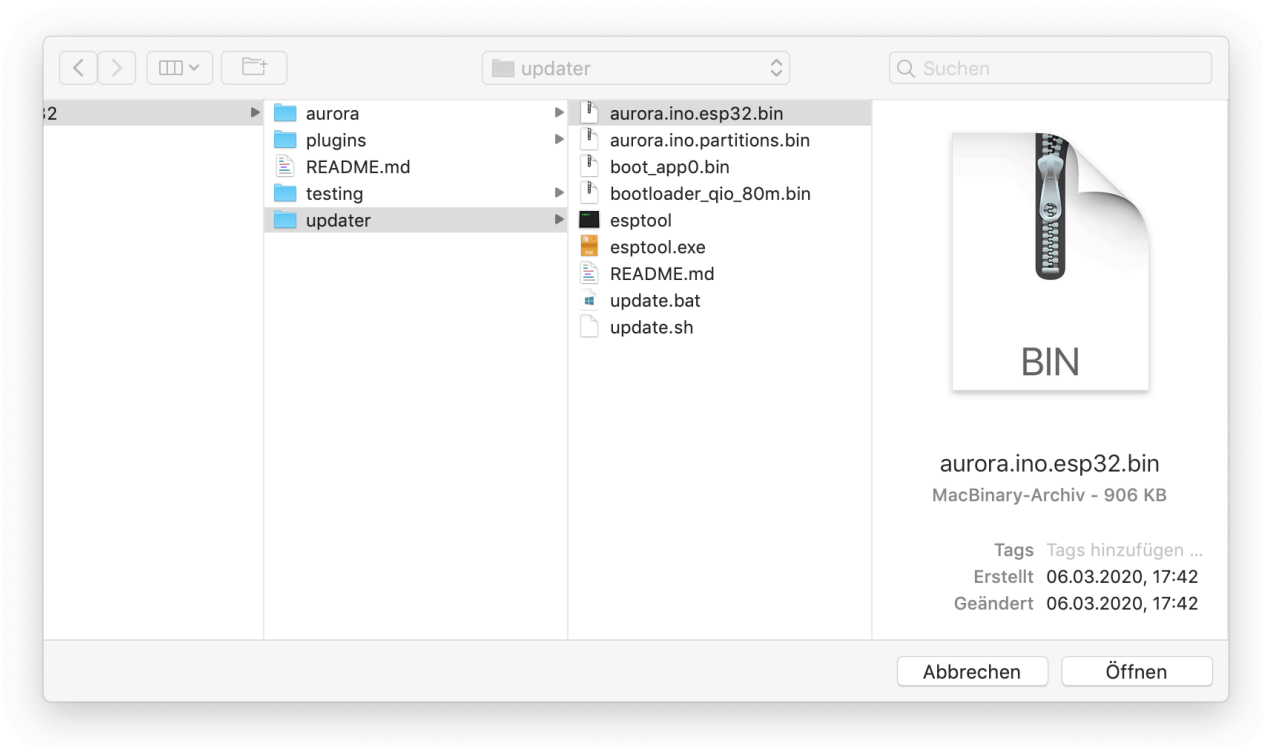 updater
Suchen
32
aurora
plugins
README.md
testing
updater
aurora.ino.esp32.bin
aurora.ino.partitions.bin
boot_app0.bin
bootloader_qio_80m.bin
esptool
esptool.exe
README.md
update.bat
update.sh
BIN
aurora.ino.esp32.bin
MacBinary-Archiv - 906 KB
Tags Tags hinzufügen ...
Erstellt 06.03.2020, 17:42
Geändert 06.03.2020, 17:42
Abbrechen
Öffnen